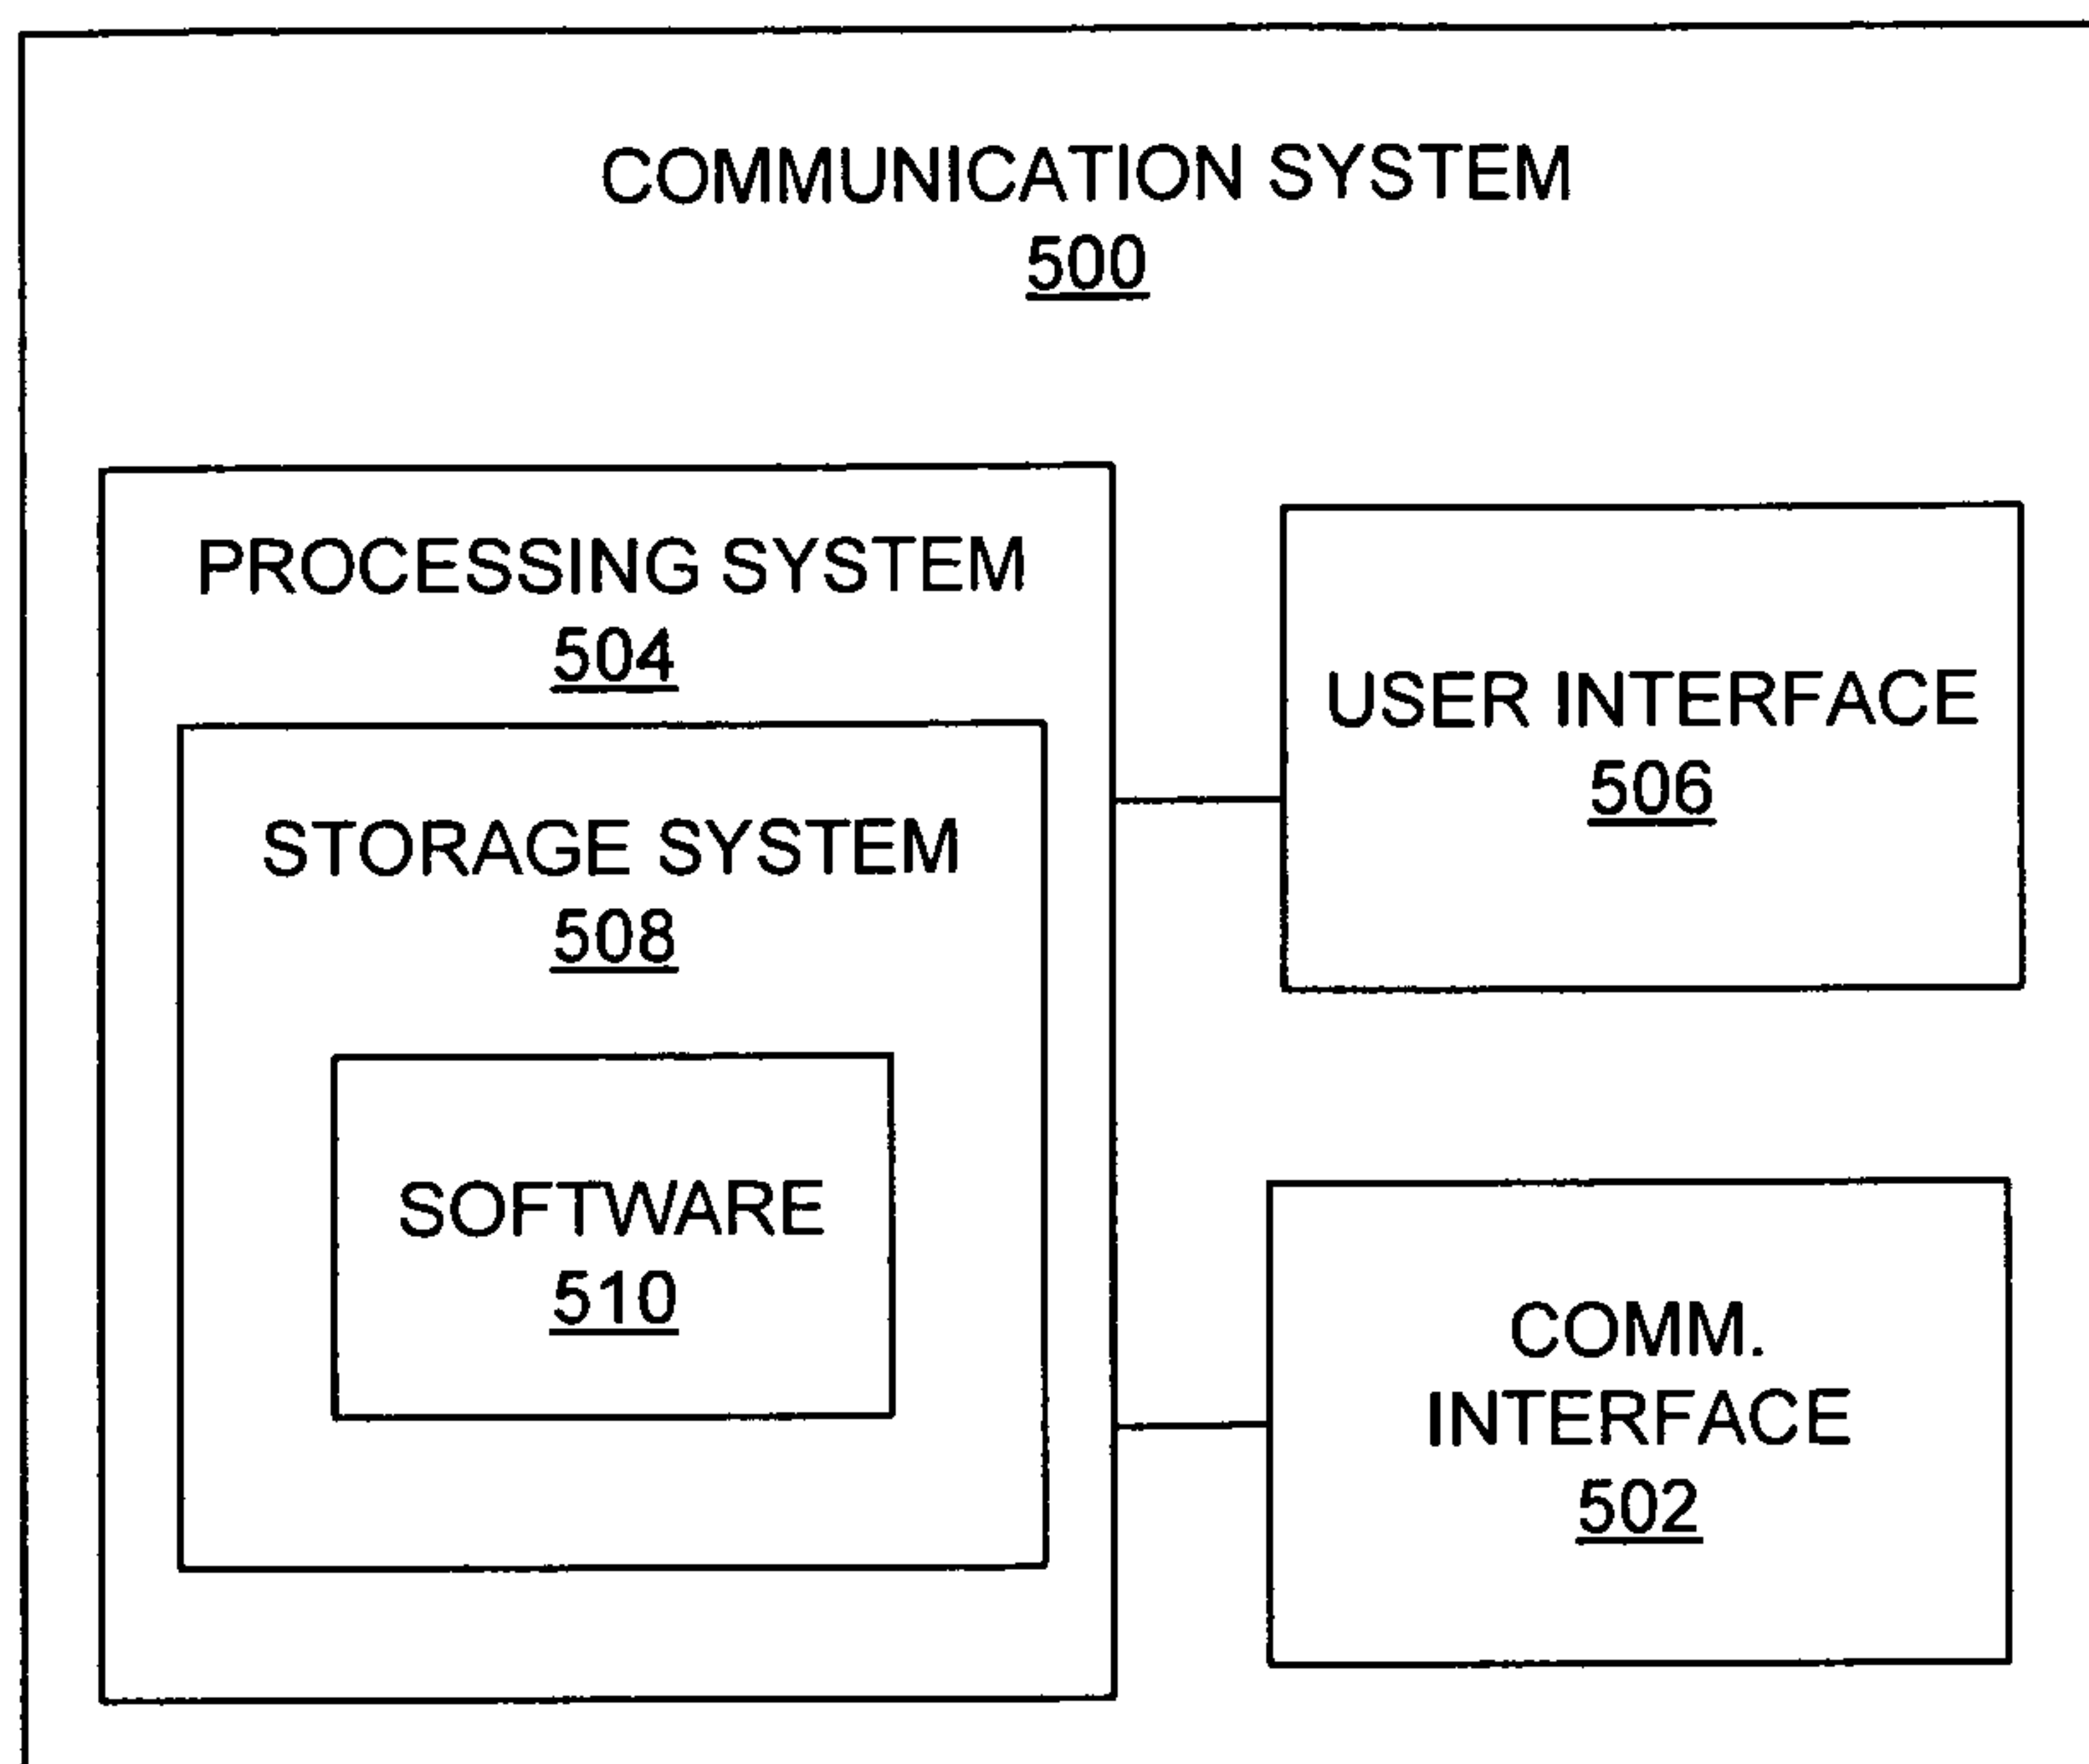 COMMUNICATION SYSTEM
500
PROCESSING SYSTEM
504
STORAGE SYSTEM
508
SOFTWARE
510
USER INTERFACE
506
COMM.
INTERFACE
502